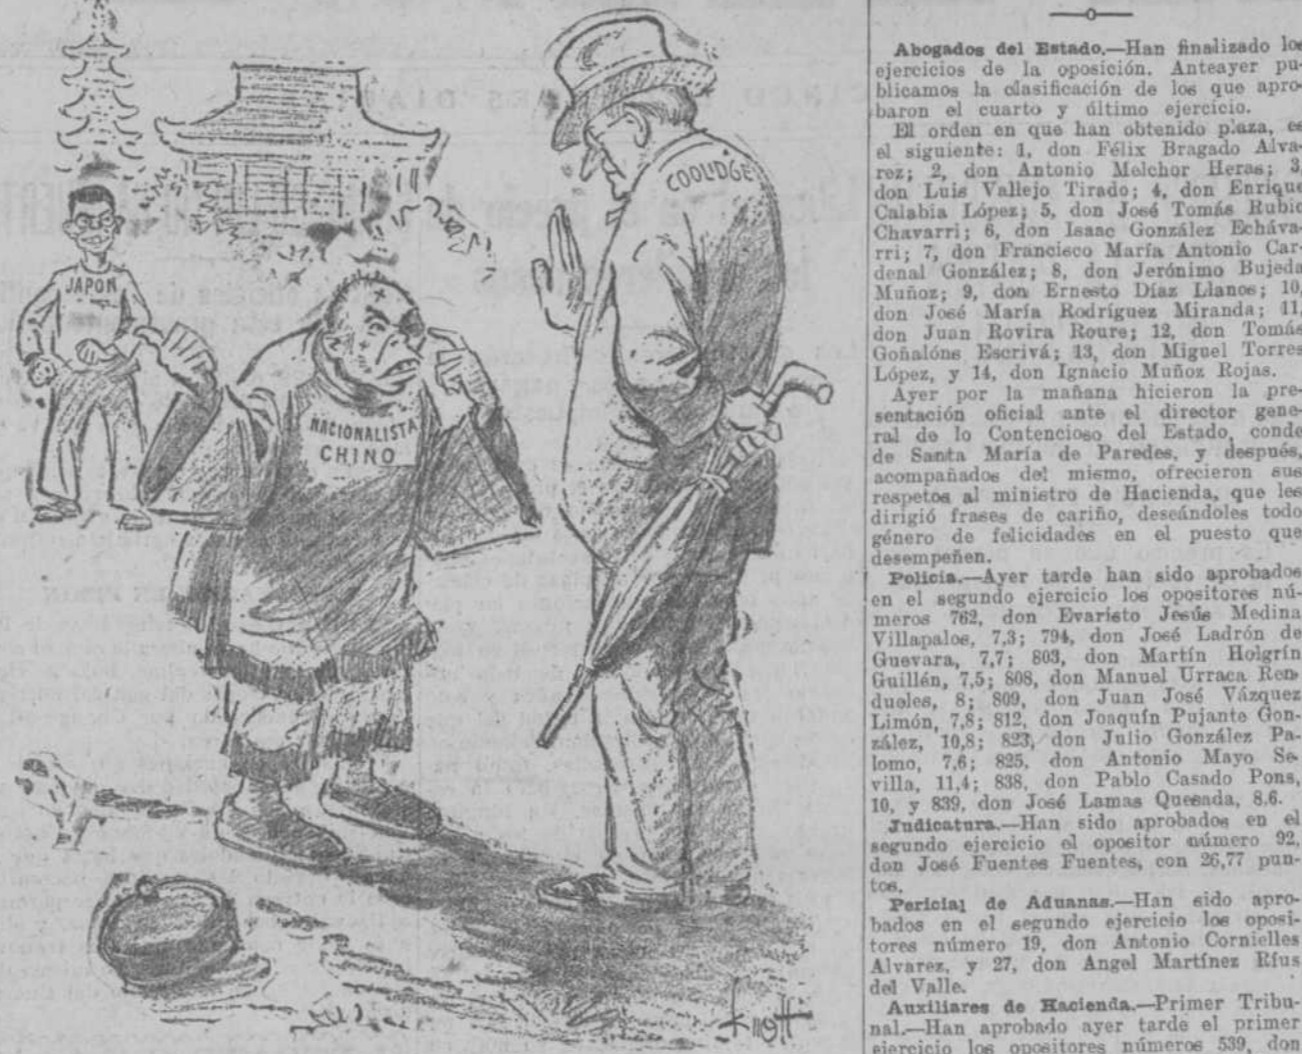 COOLIDGE
JAPON
NACIONALISTA
CHINO
Knott
Abogados del Estado.—Han finalizado los
ejercicios de la oposición. Anteayer pu-
blicamos la clasificación de los que apro-
baron el cuarto y último ejercicio.
El orden en que han obtenido plaza, es
el siguiente: 1, don Félix Bragado Alva-
rez; 2, don Antonio Melchor Heras; 3,
don Luis Vallejo Tirado; 4, don Enrique
Calabia López; 5, don José Tomás Rubio
Chavarri; 6, don Isaac González Echáva-
rri; 7, don Francisco María Antonio Car-
denal González; 8, don Jerónimo Bujeda
Muñoz; 9, don Ernesto Díaz Llanos; 10,
don José María Rodríguez Miranda; 11,
don Juan Rovira Roure; 12, don Tomás
Goñalóns Escrivá; 13, don Miguel Torres
López, y 14, don Ignacio Muñoz Rojas.
Ayer por la mañana hicieron la pre-
sentación oficial ante el director gene-
ral de lo Contencioso del Estado, conde
de Santa María de Paredes, y después,
acompañados del mismo, ofrecieron sus
respetos al ministro de Hacienda, que les
dirigió frases de cariño, deseándoles todo
género de felicidades en el puesto que
desempeñen.
Policía.—Ayer tarde han sido aprobados
en el segundo ejercicio los opositores nú-
meros 762, don Evaristo Jesús Medina
Villapalos, 7,3; 794, don José Ladrón de
Guevara, 7,7; 803, don Martín Holgrín
Guillén, 7,5; 808, don Manuel Urraca Ren-
dueles, 8; 809, don Juan José Vázquez
Limón, 7,8; 812, don Joaquín Pujante Gon-
zález, 10,8; 823, don Julio González Pa-
lomo, 7,6; 825, don Antonio Mayo Se-
villa, 11,4; 838, don Pablo Casado Pons,
10, y 839, don José Lamas Quesada, 8,6.
Judicatura.—Han sido aprobados en el
segundo ejercicio el opositor número 92,
don José Fuentes Fuentes, con 26,77 pun-
tos.
Pericial de Aduanas.—Han sido apro-
bados en el segundo ejercicio los oposi-
tores número 19, don Antonio Cornielles
Alvarez, y 27, don Angel Martínez Ríus
del Valle.
Auxiliares de Hacienda.—Primer Tribu-
nal.—Han aprobado ayer tarde el primer
ejercicio los opositores números 539, don